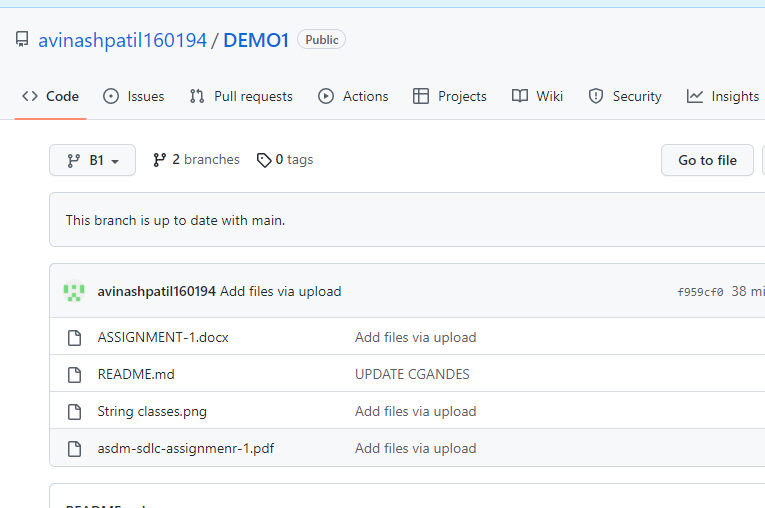 avinashpatil160194 / DEMO1 Public
Code Issues Pull requests Actions Projects Wiki Security Insights
B1 2 branches 0 tags Go to file
This branch is up to date with main.
avinashpatil160194 Add files via upload f959cf0 38 mi
ASSIGNMENT-1.docx Add files via upload
README.md UPDATE CGANDES
String classes.png Add files via upload
asdm-sdlc-assignmenr-1.pdf Add files via upload